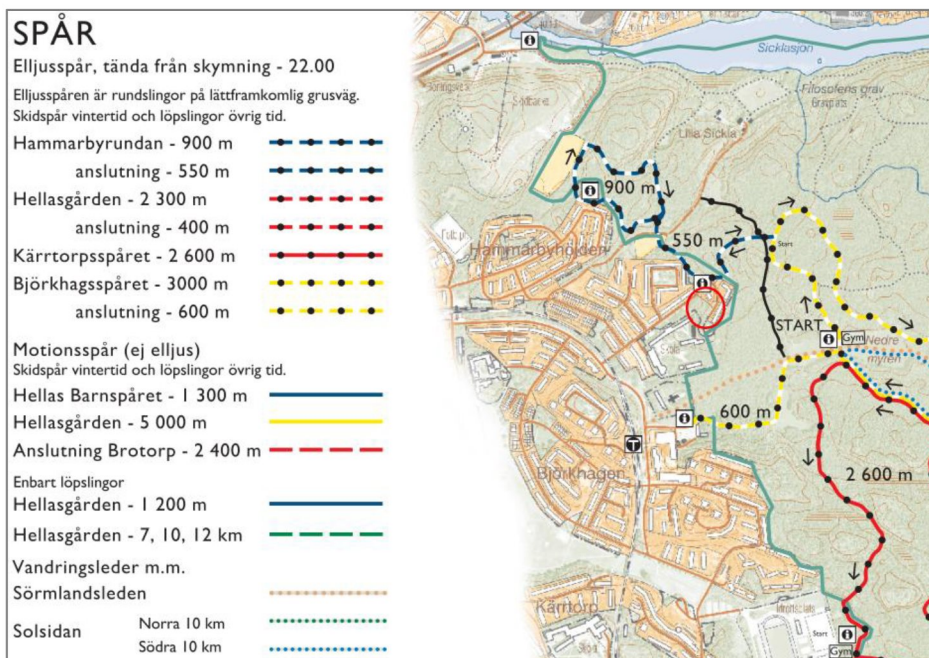 SPÅR
Elljusspår, tända från skymning - 22.00
Elljusspåren är rundslingor på lättframkomlig grusväg.
Skidspår vintertid och löpslingor övrig tid.
Hammarbyrundan - 900 m
anslutning - 550 m
Hellasgården - 2 300 m
anslutning - 400 m
Kärrtorpsspåret - 2 600 m
Björkhagsspåret - 3000 m
anslutning - 600 m
Motionsspår (ej elljus)
Skidspår vintertid och löpslingor övrig tid.
Hellas Barnspåret - 1 300 m
Hellasgården - 5 000 m
Anslutning Brotorp - 2 400 m
Enbart löpslingor
Hellasgården - 1 200 m
Hellasgården - 7, 10, 12 km
Vandringsleder m.m.
Sörmlandsleden
Solsidan
Norra 10 km
Södra 10 km
Sicklasjön
Filosofens grav
Lilla Sickla
900 m
Hammarbyhöjden
550 m
Start
START
Gym
Nedre
myren
600 m
T
Björkhagen
2 600 m
Kärrtorp
Idrottsplats
Start
Gym